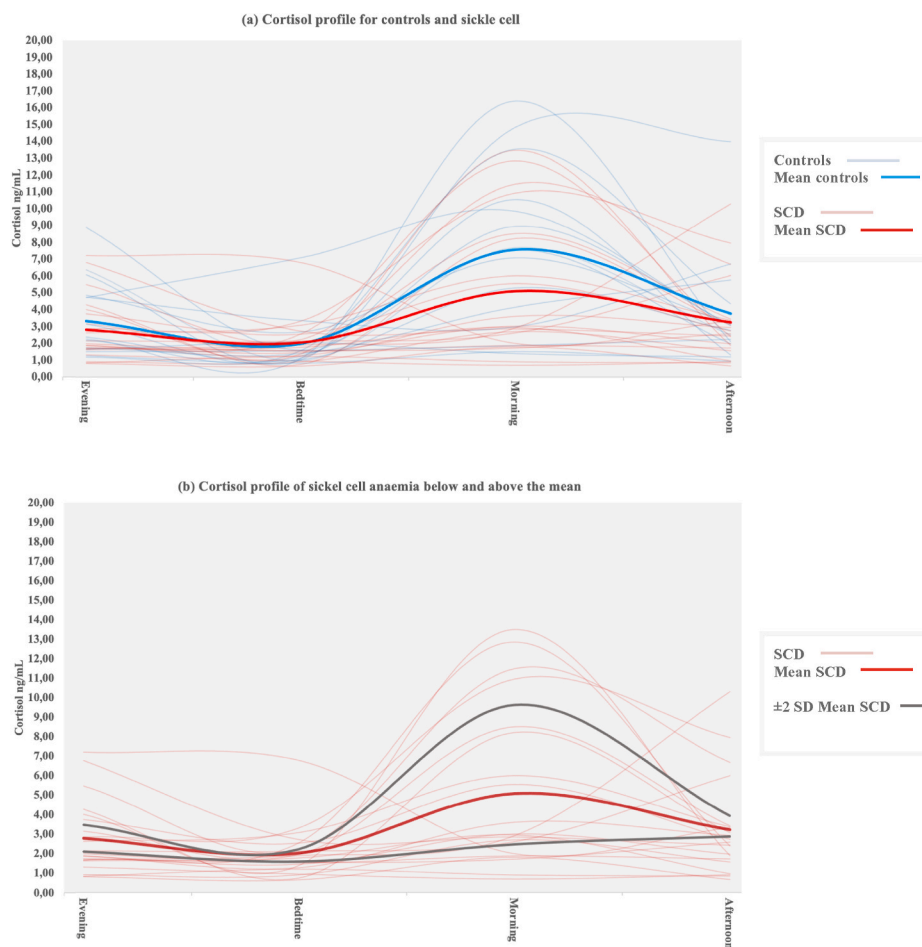 (a) Cortisol profile for controls and sickle cell
20,00
19,00
18,00
17,00
16,00
15,00
14,00
13,00
12,00
11,00
10,00
9,00
8,00
7,00
6,00
5,00
4,00
3,00
2,00
1,00
0,00
Cortisol ng/mL
Evening
Bedtime
Morning
Afternoon
Controls
Mean controls
SCD
Mean SCD
(b) Cortisol profile of sickel cell anaemia below and above the mean
20,00
19,00
18,00
17,00
16,00
15,00
14,00
13,00
12,00
11,00
10,00
9,00
8,00
7,00
6,00
5,00
4,00
3,00
2,00
1,00
0,00
Cortisol ng/mL
Evening
Bedtime
Morning
Afternoon
SCD
Mean SCD
±2 SD Mean SCD